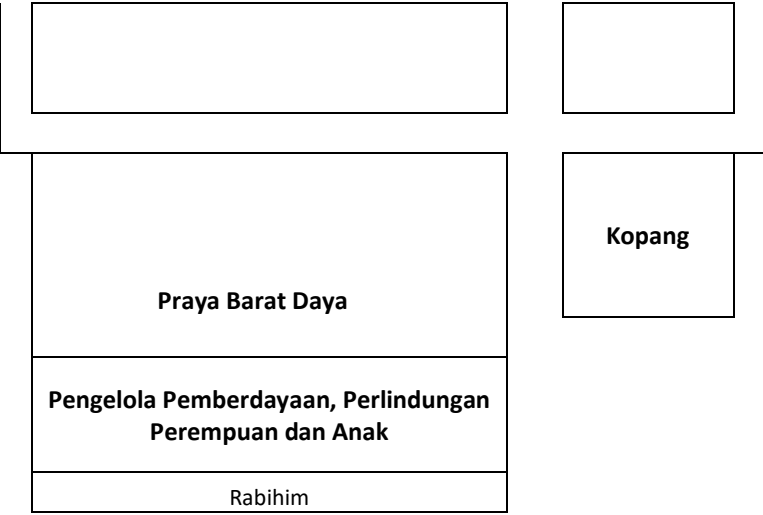 Kopang
Praya Barat Daya
Pengelola Pemberdayaan, Perlindungan
Perempuan dan Anak
Rabihim